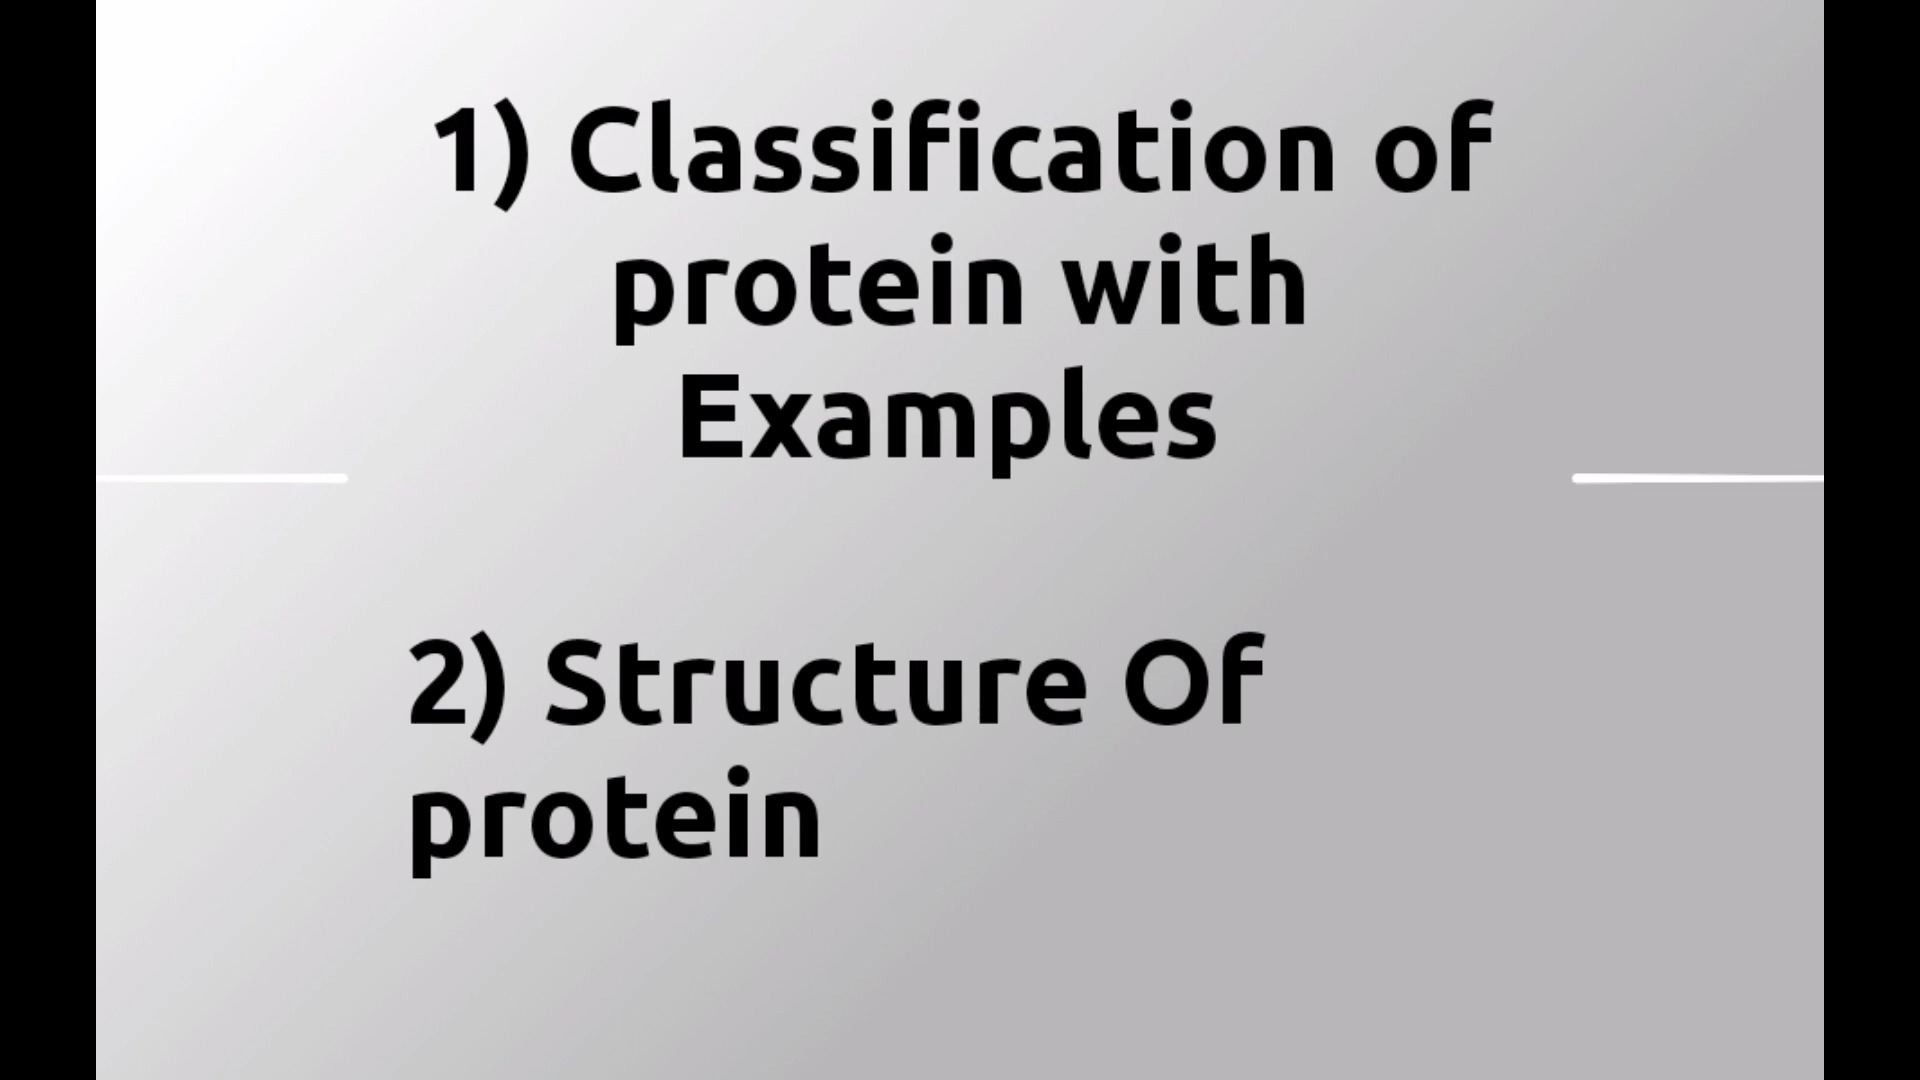 1) Classification of
protein with
Examples
2) Structure Of
protein